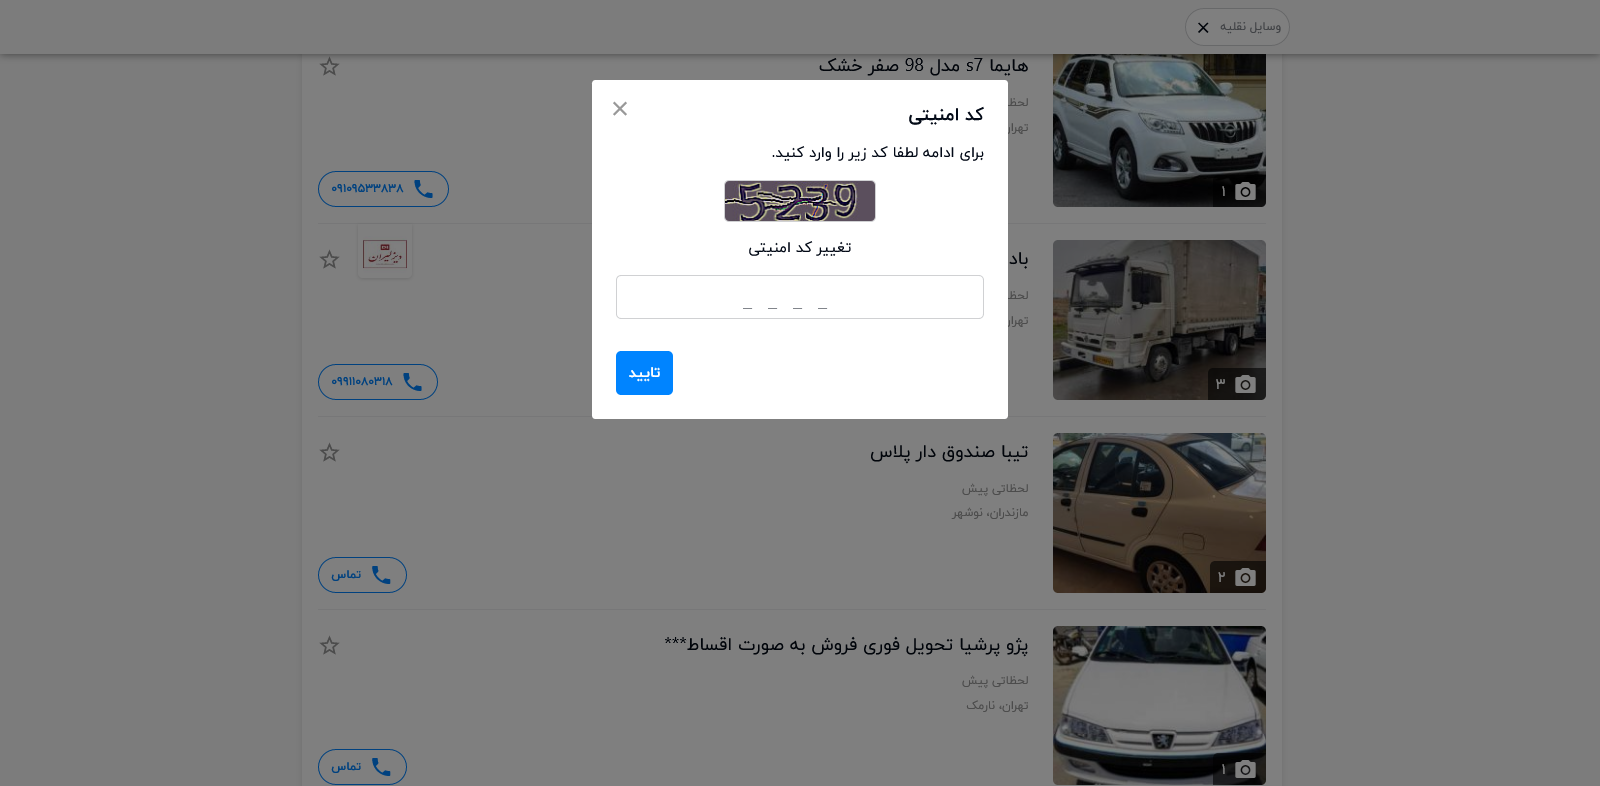 وسایل نقلیه
هایما s7 مدل 98 صفر خشک
لحظ
تهران
۰۹۱۰۹۵۳۳۸۳۸
۱
کد امنیتی
برای ادامه لطفا کد زیر را وارد کنید.
5239
تغییر کد امنیتی
_ _ _ _
تایید
باد
لحظا
تهرا
۰۹۹۱۱۰۸۰۳۱۸
۳
تیبا صندوق دار پلاس
لحظاتی پیش
مازندران، نوشهر
تماس
۲
پژو پرشیا تحویل فوری فروش به صورت اقساط***
لحظاتی پیش
تهران، نارمک
تماس
۱